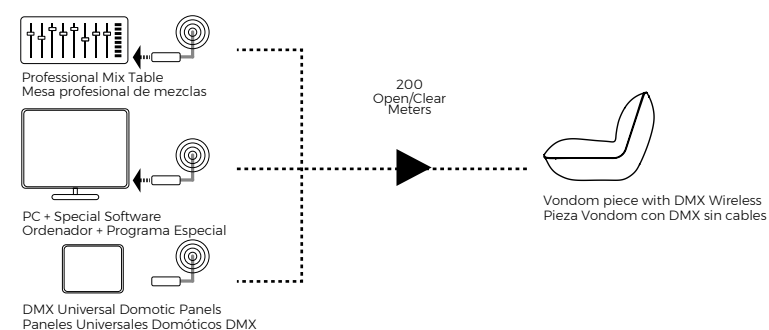 Professional Mix Table
Mesa profesional de mezclas
200
Open/Clear
Meters
PC + Special Software
Ordenador + Programa Especial
Vondom piece with DMX Wireless
Pieza Vondom con DMX sin cables
DMX Universal Domotic Panels
Paneles Universales Domóticos DMX